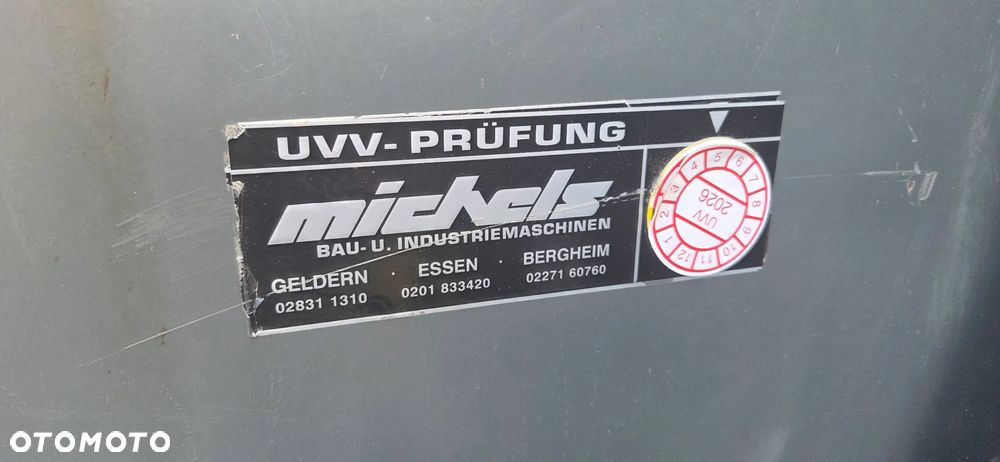 UVV- PRÜFUNG
michels
BAU- U. INDUSTRIEMASCHINEN
GELDERN · ESSEN · BERGHEIM
02831 1310 0201 833420 02271 60760
1 2 3 4 5 6 7 8 9 10 11 12
UVV
2026
OTOMOTO